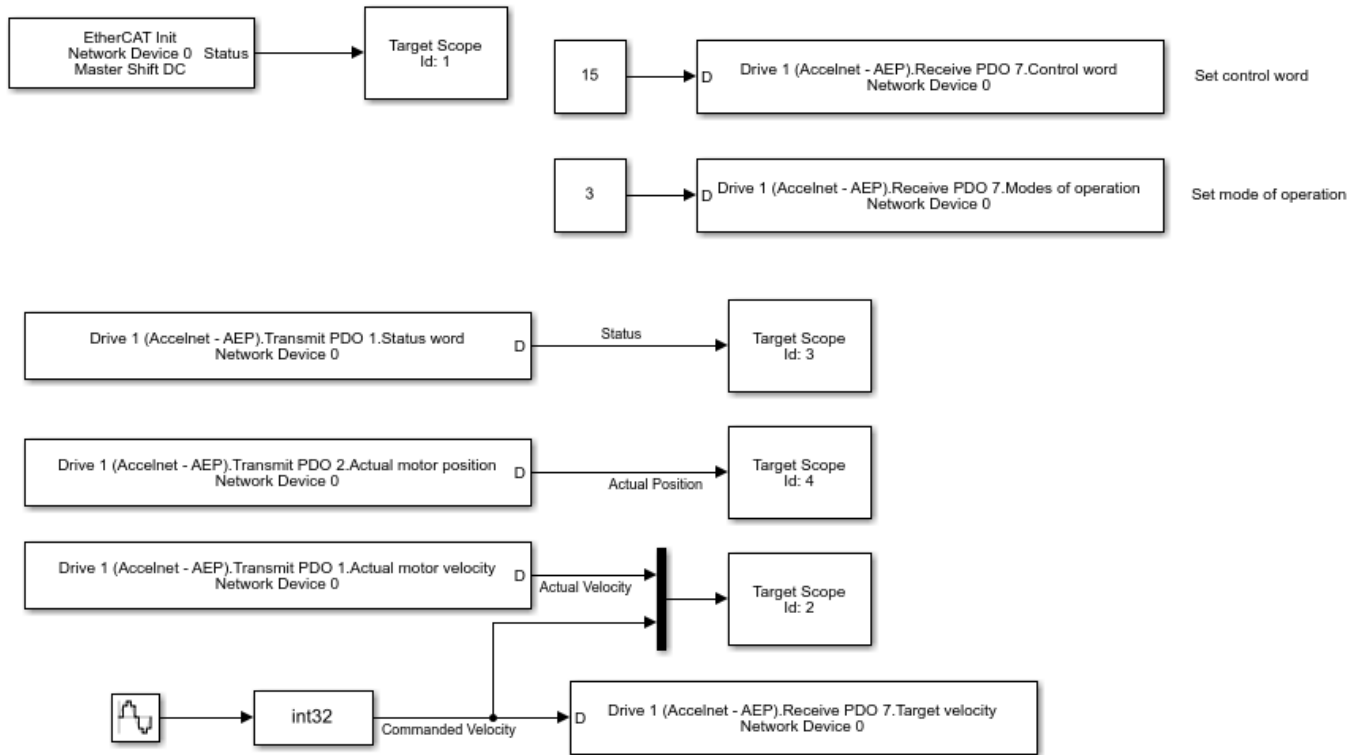 EtherCAT Init
Network Device 0 Status
Master Shift DC
Target Scope
Id: 1
15
D
Drive 1 (Accelnet - AEP).Receive PDO 7.Control word
Network Device 0
Set control word
3
D
Drive 1 (Accelnet - AEP).Receive PDO 7.Modes of operation
Network Device 0
Set mode of operation
Drive 1 (Accelnet - AEP).Transmit PDO 1.Status word
Network Device 0
D
Status
Target Scope
Id: 3
Drive 1 (Accelnet - AEP).Transmit PDO 2.Actual motor position
Network Device 0
D
Actual Position
Target Scope
Id: 4
Drive 1 (Accelnet - AEP).Transmit PDO 1.Actual motor velocity
Network Device 0
D
Actual Velocity
Target Scope
Id: 2
int32
Commanded Velocity
D
Drive 1 (Accelnet - AEP).Receive PDO 7.Target velocity
Network Device 0